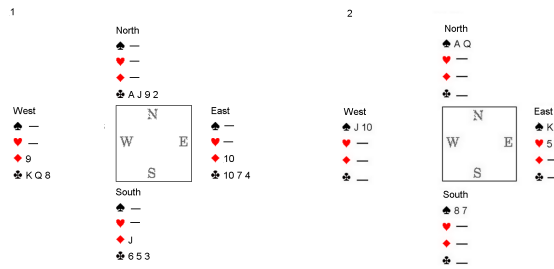 1
North
♠ —
♥ —
♦ —
♣ A J 9 2
West
♠ —
♥ —
♦ 9
♣ K Q 8
N
W E
S
East
♠ —
♥ —
♦ 10
♣ 10 7 4
South
♠ —
♥ —
♦ J
♣ 6 5 3
2
North
♠ A Q
♥ —
♦ —
♣ —
West
♠ J 10
♥ —
♦ —
♣ —
N
W E
S
East
♠ K
♥ 5
♦ —
♣ —
South
♠ 8 7
♥ —
♦ —
♣ —